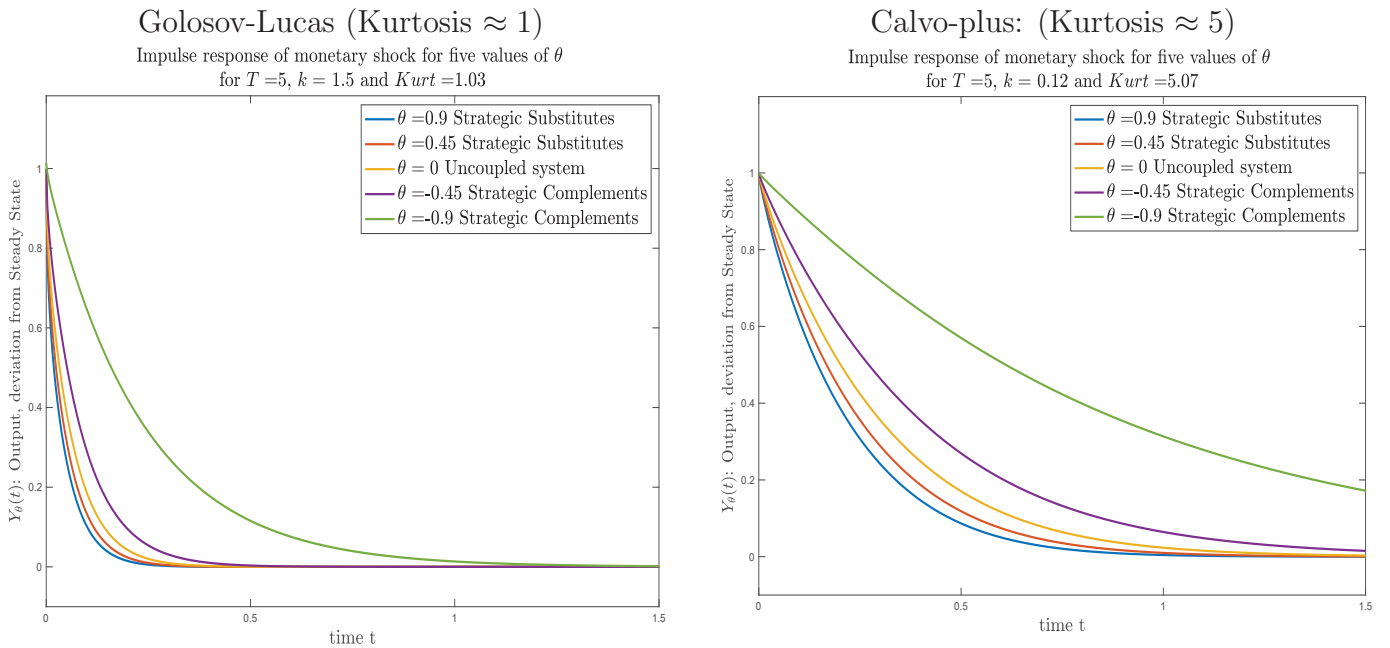 Golosov-Lucas (Kurtosis ≈ 1)
Impulse response of monetary shock for five values of θ
for T =5, k = 1.5 and Kurt =1.03
θ =0.9 Strategic Substitutes
θ =0.45 Strategic Substitutes
θ = 0 Uncoupled system
θ =-0.45 Strategic Complements
θ =-0.9 Strategic Complements
Y_θ(t): Output, deviation from Steady State
1
0.8
0.6
0.4
0.2
0
0
0.5
1
1.5
time t
Calvo-plus: (Kurtosis ≈ 5)
Impulse response of monetary shock for five values of θ
for T =5, k = 0.12 and Kurt =5.07
θ =0.9 Strategic Substitutes
θ =0.45 Strategic Substitutes
θ = 0 Uncoupled system
θ =-0.45 Strategic Complements
θ =-0.9 Strategic Complements
Y_θ(t): Output, deviation from Steady State
1
0.8
0.6
0.4
0.2
0
0
0.5
1
1.5
time t